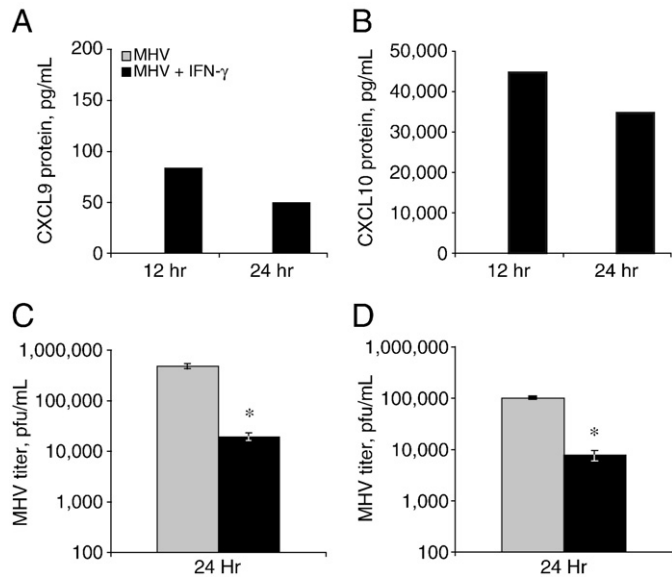 A
CXCL9 protein, pg/mL
200
150
100
50
0
MHV
MHV + IFN-γ
12 hr 24 hr
B
CXCL10 protein, pg/mL
50,000
45,000
40,000
30,000
20,000
10,000
0
12 hr 24 hr
C
MHV titer, pfu/mL
1,000,000
100,000
10,000
1,000
100
*
24 Hr
D
MHV titer, pfu/mL
1,000,000
100,000
10,000
1,000
100
*
24 Hr